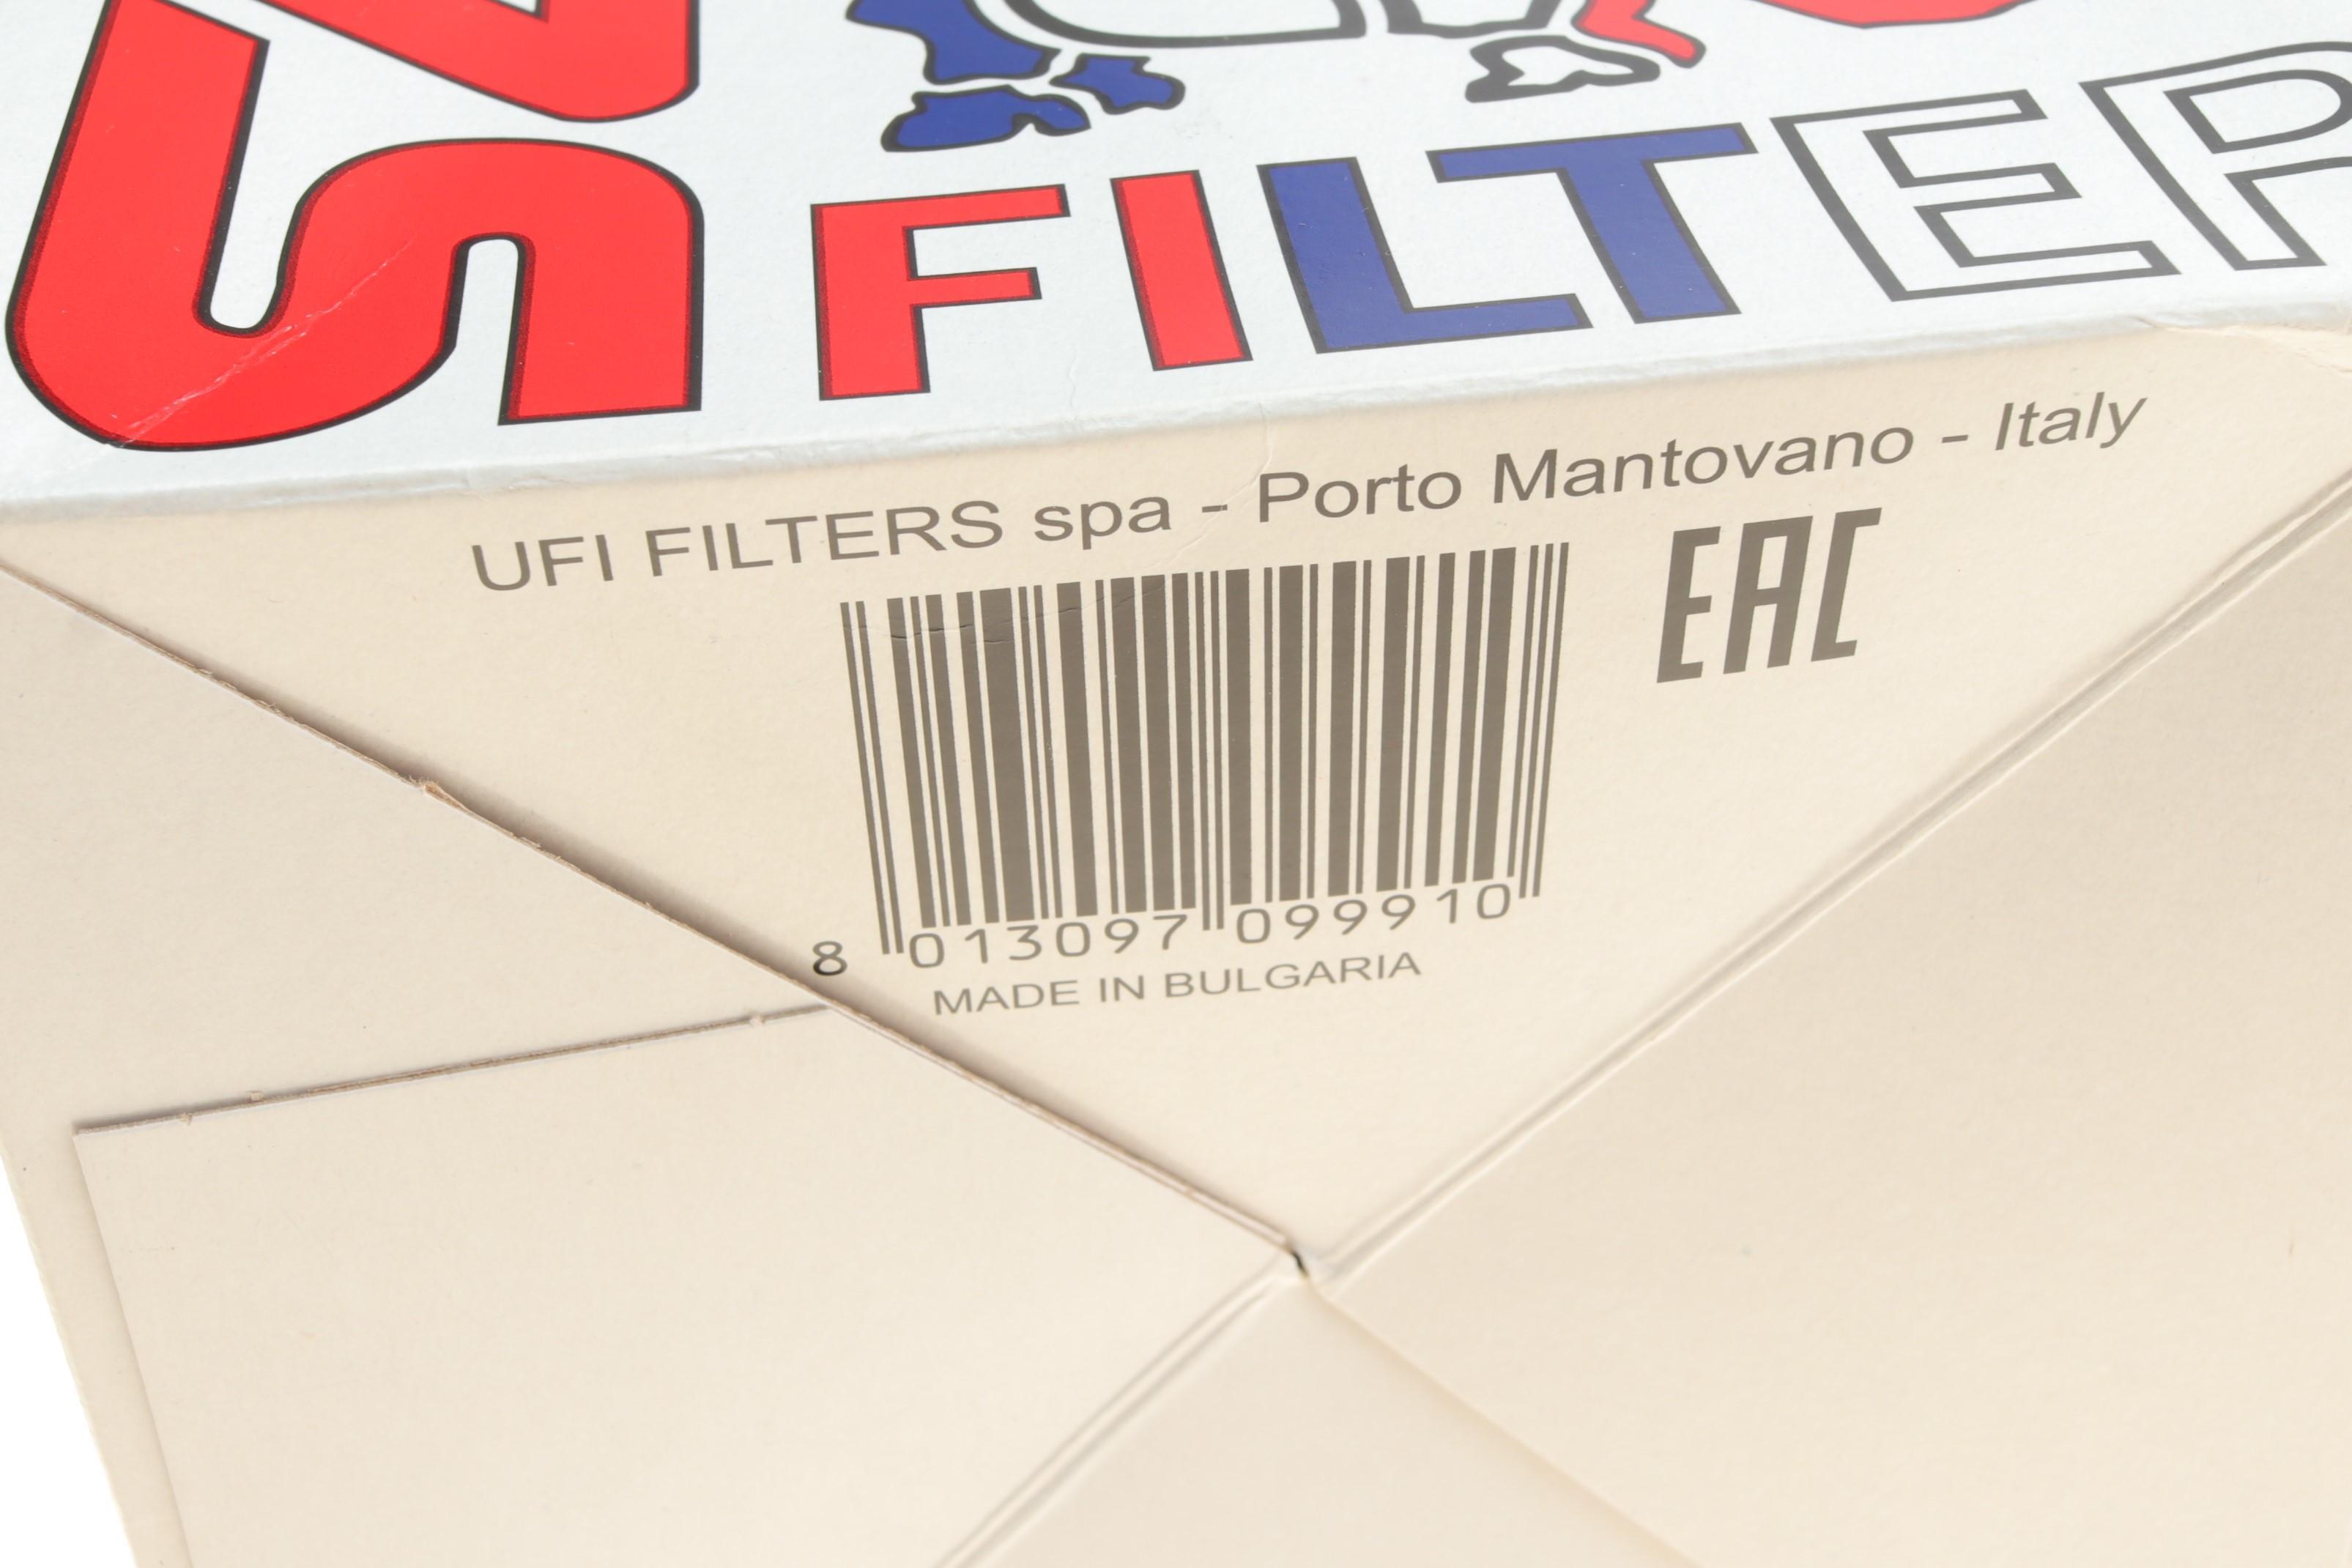 FILTER
UFI FILTERS spa - Porto Mantovano - Italy
EAC
8 013097 099910
MADE IN BULGARIA